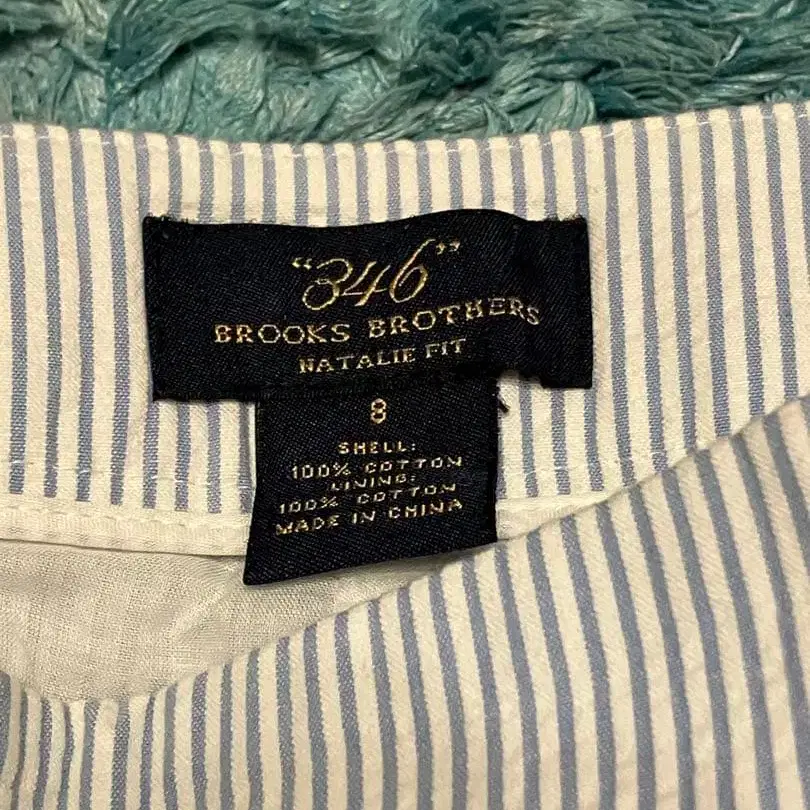 "346"
BROOKS BROTHERS
NATALIE FIT
8
SHELL:
100% COTTON
LINING:
100% COTTON
MADE IN CHINA